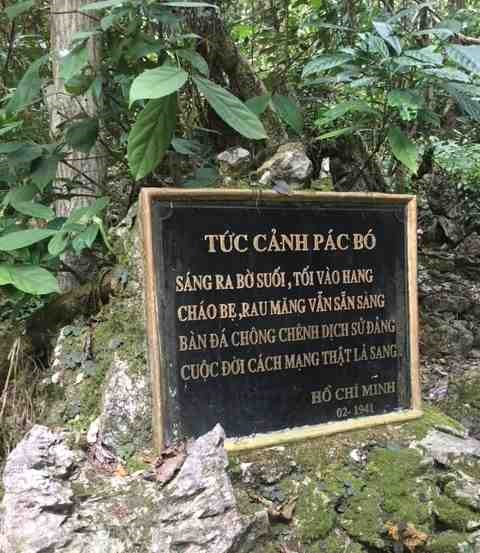 TỨC CẢNH PÁC BÓ
SÁNG RA BỜ SUỐI, TỐI VÀO HANG
CHÁO BẸ, RAU MĂNG VẪN SẴN SÀNG
BÀN ĐÁ CHÔNG CHÊNH DỊCH SỬ ĐẢNG
CUỘC ĐỜI CÁCH MẠNG THẬT LÀ SANG.
HỒ CHÍ MINH
02-1941